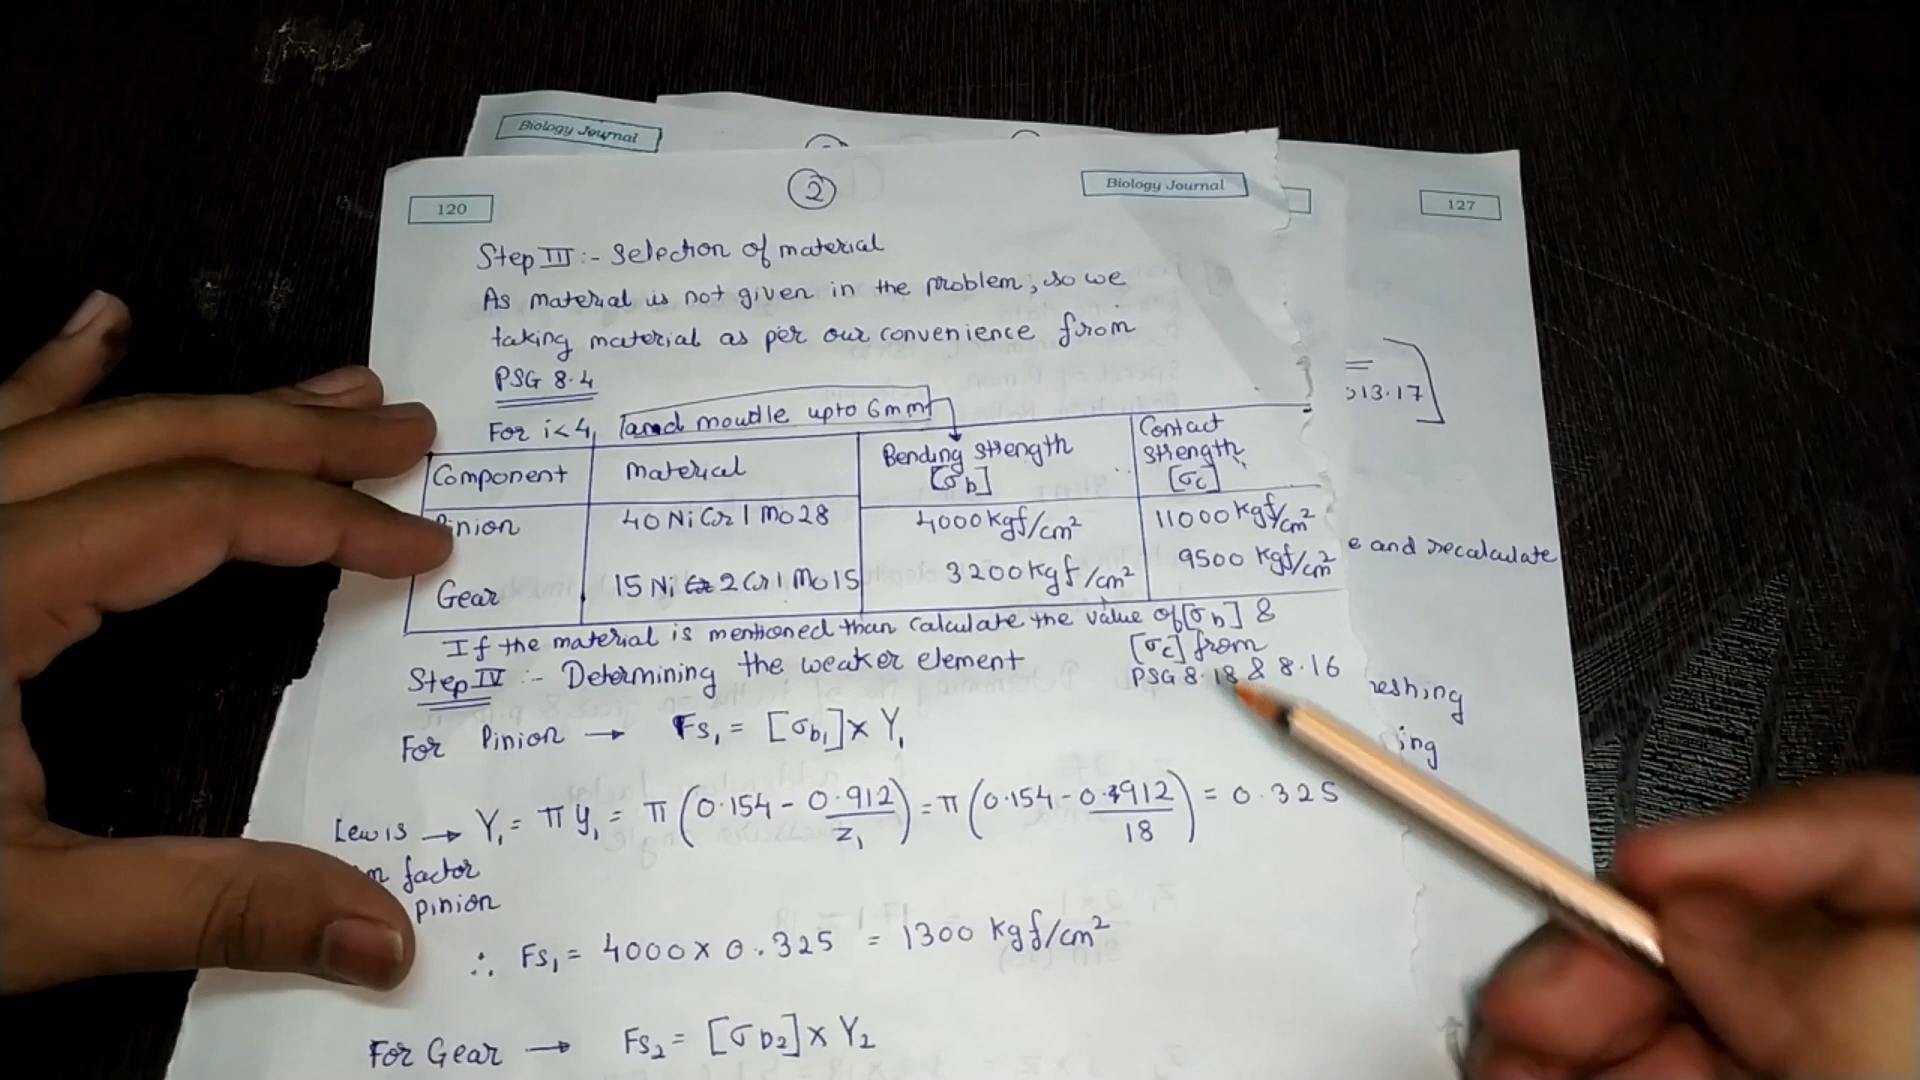 Biology Journal
120
2
Biology Journal
127
Step III :- Selection of material
As material is not given in the problem, so we
taking material as per our convenience from
PSG 8.4
For i<4, and moudle upto 6mm
Component Material Bending strength [σb] Contact strength [σc]
Pinion 40 Ni Cr 1 Mo 28 4000 kgf/cm² 11000 kgf/cm²
Gear 15 Ni 2 Cr 1 Mo 15 3200 kgf/cm² 9500 kgf/cm²
If the material is mentioned than calculate the value of [σb] &
[σc] from
PSG 8.18 & 8.16
Step IV :- Determining the weaker element
For Pinion → Fs₁ = [σb₁] × Y₁
Lewis → Y₁ = π y₁ = π (0.154 - 0.912/z₁) = π (0.154 - 0.912/18) = 0.325
factor
pinion
∴ Fs₁ = 4000 × 0.325 = 1300 kgf/cm²
For Gear → Fs₂ = [σb₂] × Y₂
13.17
e and recalculate
eshing
ing